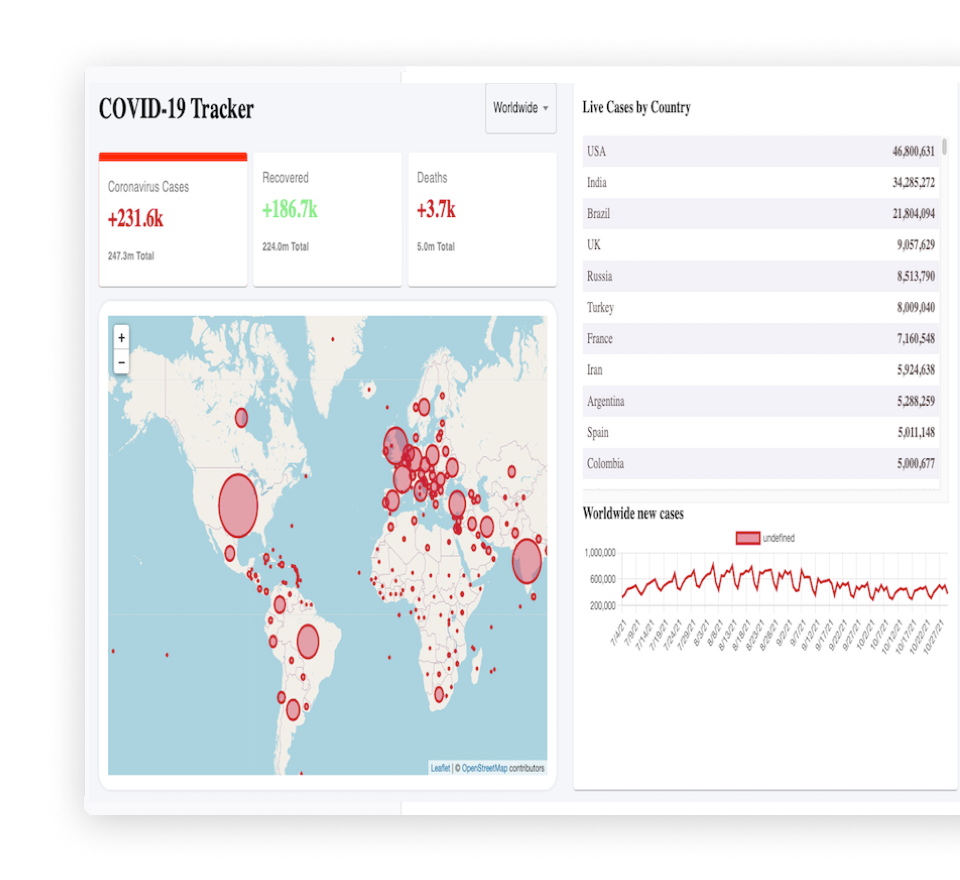 COVID-19 Tracker
Worldwide
Coronavirus Cases
+231.6k
247.3m Total
Recovered
+186.7k
224.0m Total
Deaths
+3.7k
5.0m Total
+
−
Leaflet | © OpenStreetMap contributors
Live Cases by Country
USA 46,800,631
India 34,285,272
Brazil 21,804,094
UK 9,057,629
Russia 8,513,790
Turkey 8,009,040
France 7,160,548
Iran 5,924,638
Argentina 5,288,259
Spain 5,011,148
Colombia 5,000,677
Worldwide new cases
undefined
1,000,000
600,000
200,000
7/4/21 7/9/21 7/14/21 7/19/21 7/24/21 7/29/21 8/3/21 8/8/21 8/13/21 8/18/21 8/23/21 8/28/21 9/2/21 9/7/21 9/12/21 9/17/21 9/22/21 9/27/21 10/2/21 10/7/21 10/12/21 10/17/21 10/22/21 10/27/21